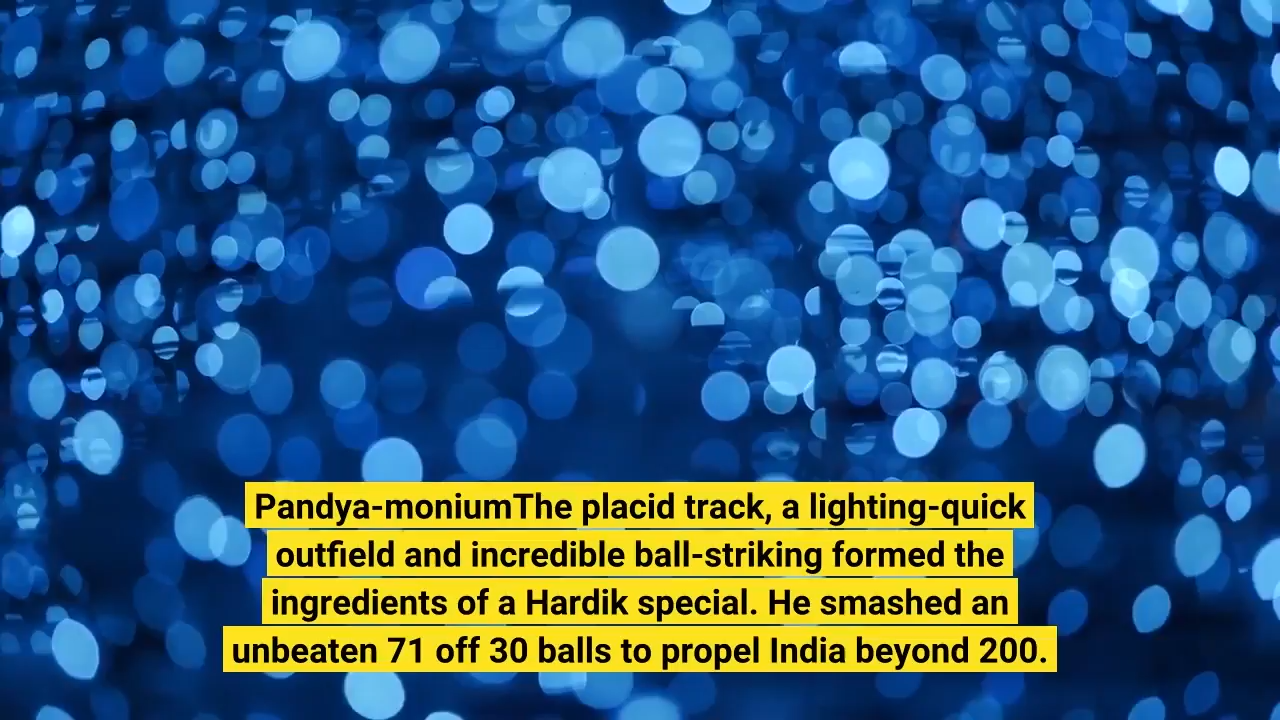 Pandya-moniumThe placid track, a lighting-quick
outfield and incredible ball-striking formed the
ingredients of a Hardik special. He smashed an
unbeaten 71 off 30 balls to propel India beyond 200.